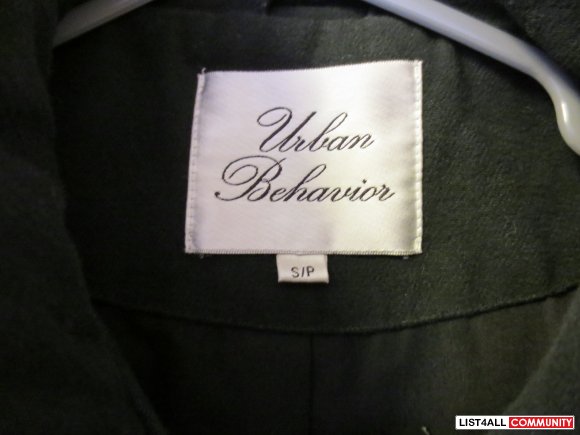 Urban
Behavior
S/P
LIST4ALL COMMUNITY